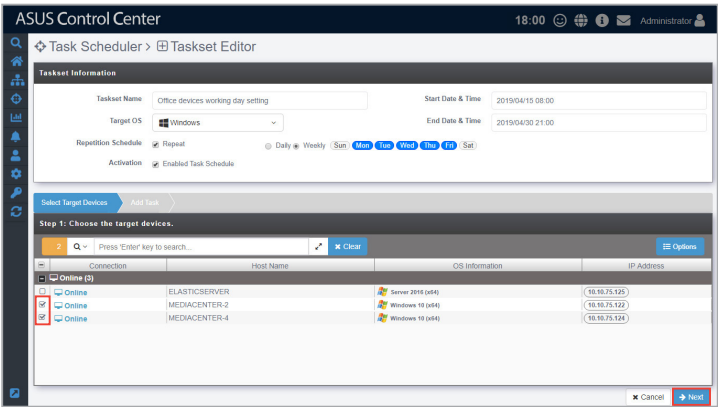 ASUS Control Center
18:00
Administrator
Task Scheduler > Taskset Editor
Taskset Information
Taskset Name Office devices working day setting Start Date & Time 2019/04/15 08:00
Target OS Windows End Date & Time 2019/04/30 21:00
Repetition Schedule Repeat Daily Weekly Sun Mon Tue Wed Thu Fri Sat
Activation Enabled Task Schedule
Select Target Devices Add Task
Step 1: Choose the target devices.
2 Press 'Enter' key to search... Clear Options
Connection Host Name OS Information IP Address
Online (3)
Online ELASTICSERVER Server 2016 (x64) 10.10.75.125
Online MEDIACENTER-2 Windows 10 (x64) 10.10.75.122
Online MEDIACENTER-4 Windows 10 (x64) 10.10.75.124
Cancel Next